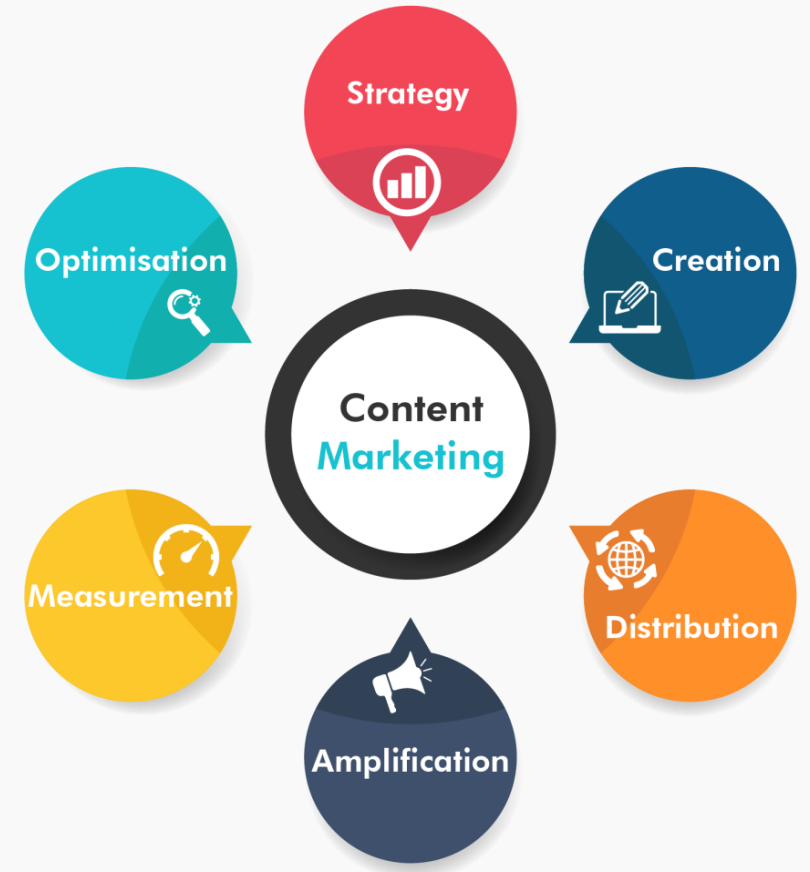 Strategy
Optimisation
Creation
Content
Marketing
Measurement
Distribution
Amplification